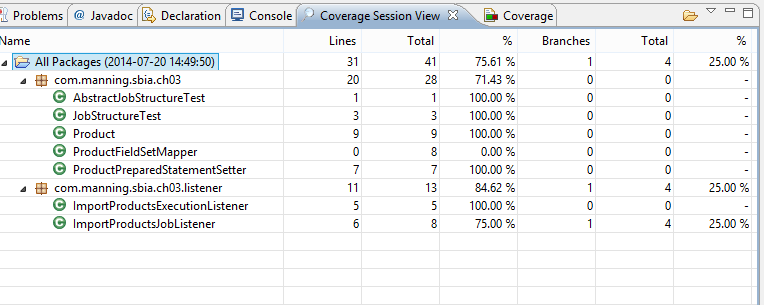 Problems @ Javadoc Declaration Console Coverage Session View Coverage
Name Lines Total % Branches Total %
All Packages (2014-07-20 14:49:50) 31 41 75.61 % 1 4 25.00 %
com.manning.sbia.ch03 20 28 71.43 % 0 0 -
AbstractJobStructureTest 1 1 100.00 % 0 0 -
JobStructureTest 3 3 100.00 % 0 0 -
Product 9 9 100.00 % 0 0 -
ProductFieldSetMapper 0 8 0.00 % 0 0 -
ProductPreparedStatementSetter 7 7 100.00 % 0 0 -
com.manning.sbia.ch03.listener 11 13 84.62 % 1 4 25.00 %
ImportProductsExecutionListener 5 5 100.00 % 0 0 -
ImportProductsJobListener 6 8 75.00 % 1 4 25.00 %